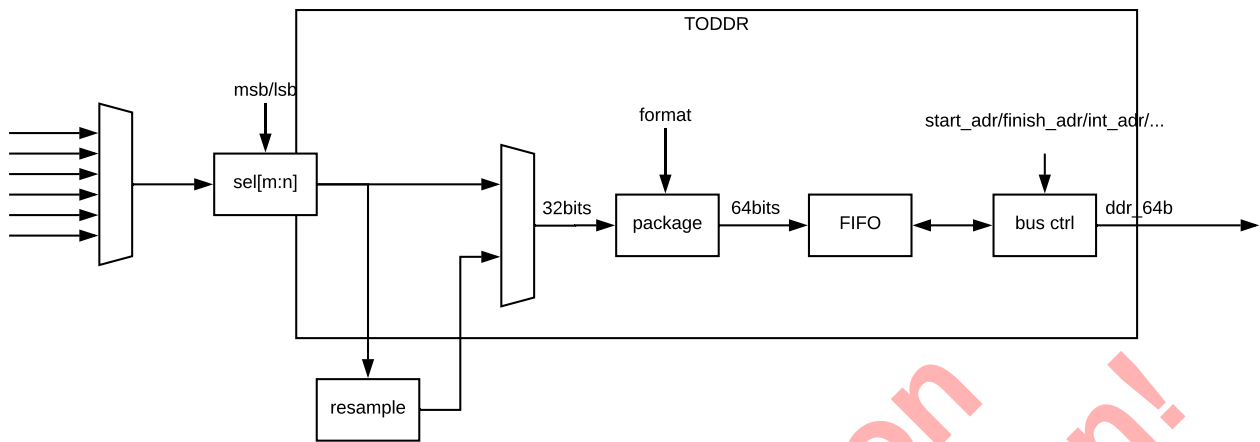 TODDR
msb/lsb
format
start_adr/finish_adr/int_adr/...
sel[m:n]
32bits
package
64bits
FIFO
bus ctrl
ddr_64b
resample